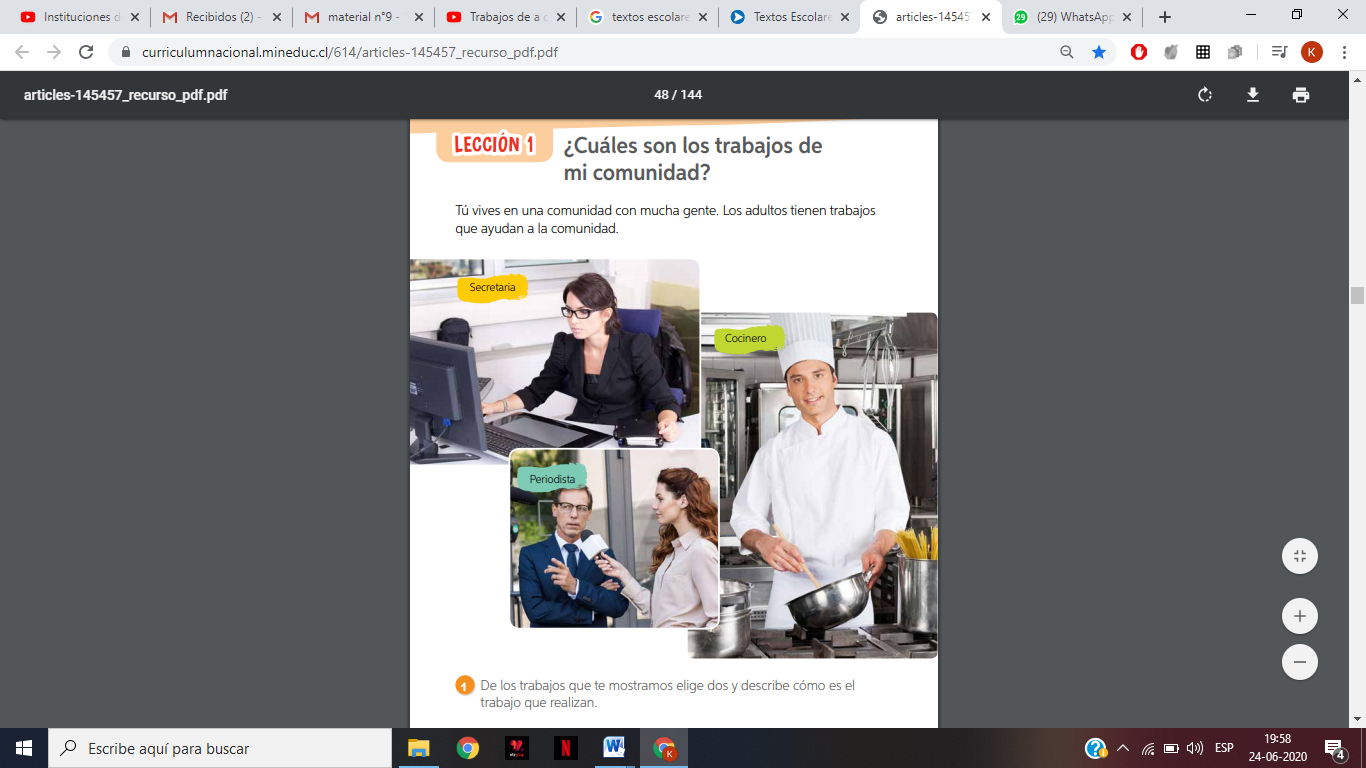 Instituciones d
Recibidos (2) -
material n°9 -
Trabajos de a c
textos escolare
Textos Escolare
articles-14545
(29) WhatsApp
curriculumnacional.mineduc.cl/614/articles-145457_recurso_pdf.pdf
K
articles-145457_recurso_pdf.pdf
48 / 144
LECCIÓN 1
¿Cuáles son los trabajos de
mi comunidad?
Tú vives en una comunidad con mucha gente. Los adultos tienen trabajos
que ayudan a la comunidad.
Secretaria
Cocinero
Periodista
1 De los trabajos que te mostramos elige dos y describe cómo es el
trabajo que realizan.
Escribe aquí para buscar
ESP
19:58
24-06-2020
4